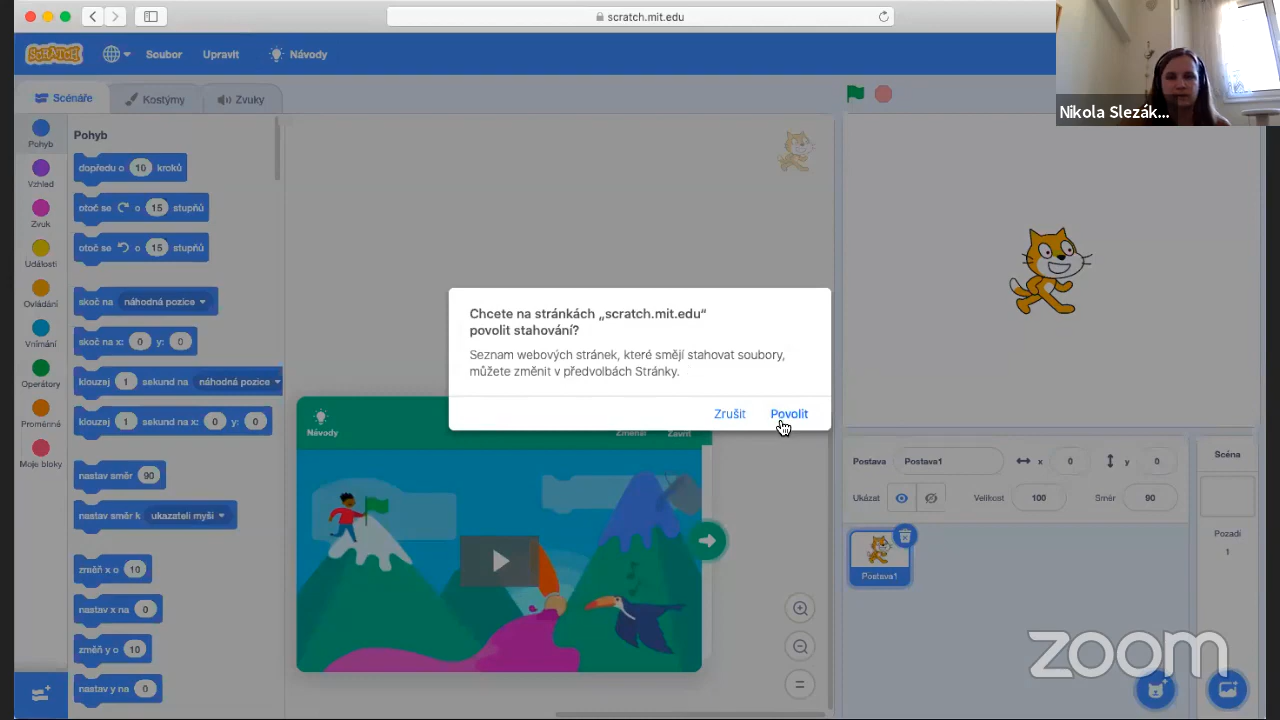 scratch.mit.edu
SCRATCH
Soubor
Upravit
Návody
Nikola Slezák...
Scénáře
Kostýmy
Zvuky
Pohyb
Vzhled
Zvuk
Události
Ovládání
Vnímání
Operátory
Proměnné
Moje bloky
Pohyb
dopředu o 10 kroků
otoč se o 15 stupňů
otoč se o 15 stupňů
skoč na náhodná pozice
skoč na x: 0 y: 0
klouzej 1 sekund na náhodná pozice
klouzej 1 sekund na x: 0 y: 0
nastav směr 90
nastav směr k ukazateli myši
změň x o 10
nastav x na 0
změň y o 10
nastav y na 0
Chcete na stránkách „scratch.mit.edu“
povolit stahování?
Seznam webových stránek, které smějí stahovat soubory,
můžete změnit v předvolbách Stránky.
Zrušit
Povolit
Návody
Zavřít
Postava
Postava1
x
0
y
0
Ukázat
Velikost
100
Směr
90
Postava1
Scéna
Pozadí
1
zoom